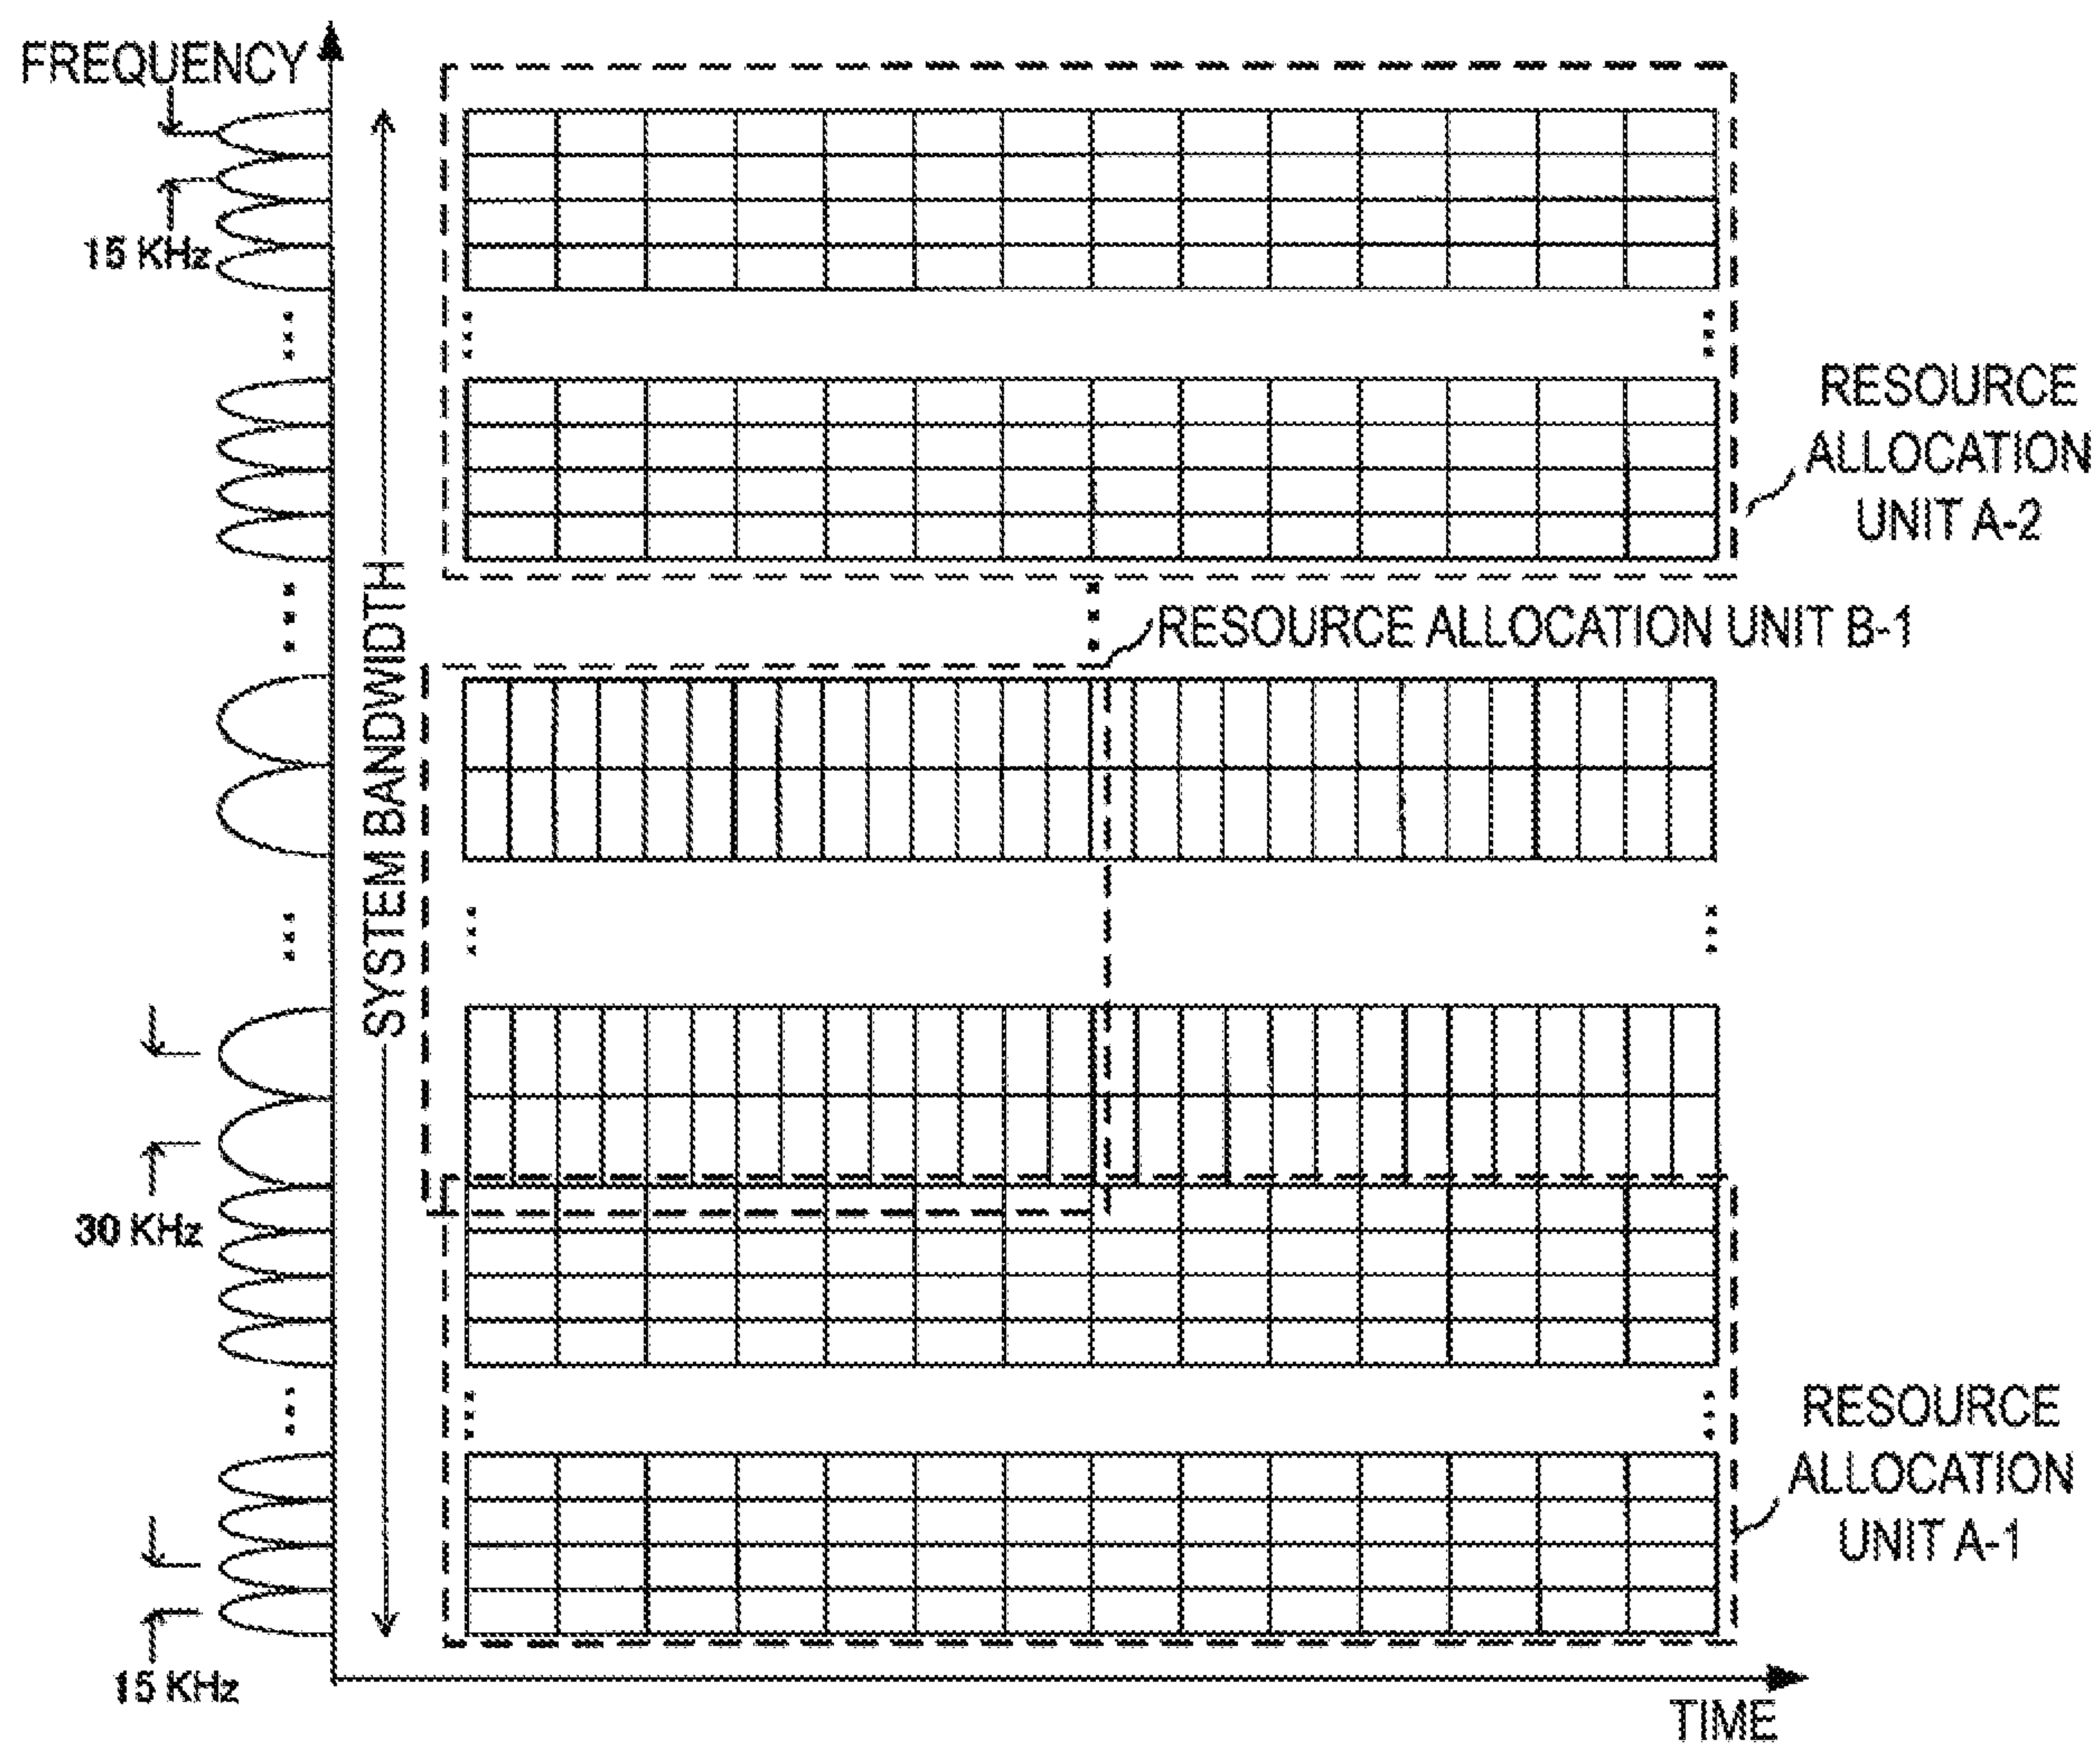 FREQUENCY
15 KHz
RESOURCE
ALLOCATION
UNIT A-2
SYSTEM BANDWIDTH
RESOURCE ALLOCATION UNIT B-1
30 KHz
RESOURCE
ALLOCATION
UNIT A-1
15 KHz
TIME